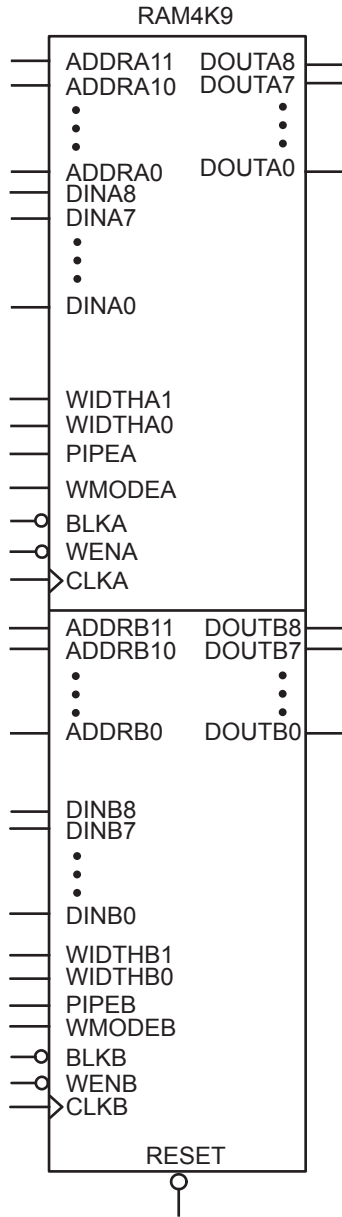 RAM4K9
ADDRA11 DOUTA8
ADDRA10 DOUTA7
ADDRA0 DOUTA0
DINA8
DINA7
DINA0
WIDTHA1
WIDTHA0
PIPEA
WMODEA
BLKA
WENA
CLKA
ADDRB11 DOUTB8
ADDRB10 DOUTB7
ADDRB0 DOUTB0
DINB8
DINB7
DINB0
WIDTHB1
WIDTHB0
PIPEB
WMODEB
BLKB
WENB
CLKB
RESET